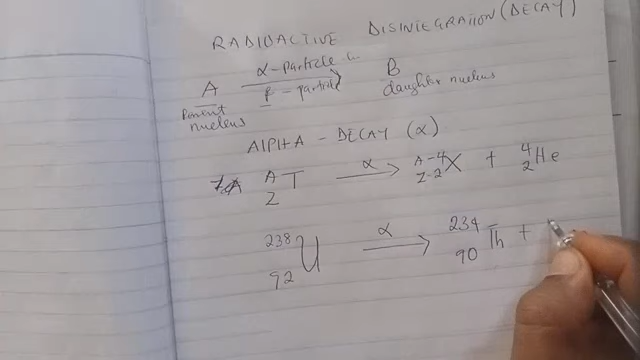 RADIOACTIVE DISINTEGRATION (DECAY)
A α-particle B
Parent nucleus β-particle daughter nucleus
AlPHA-DECAY (α)
A Z T α → A-4 Z-2 X + 4 2 He
238 92 U α → 234 90 Th +